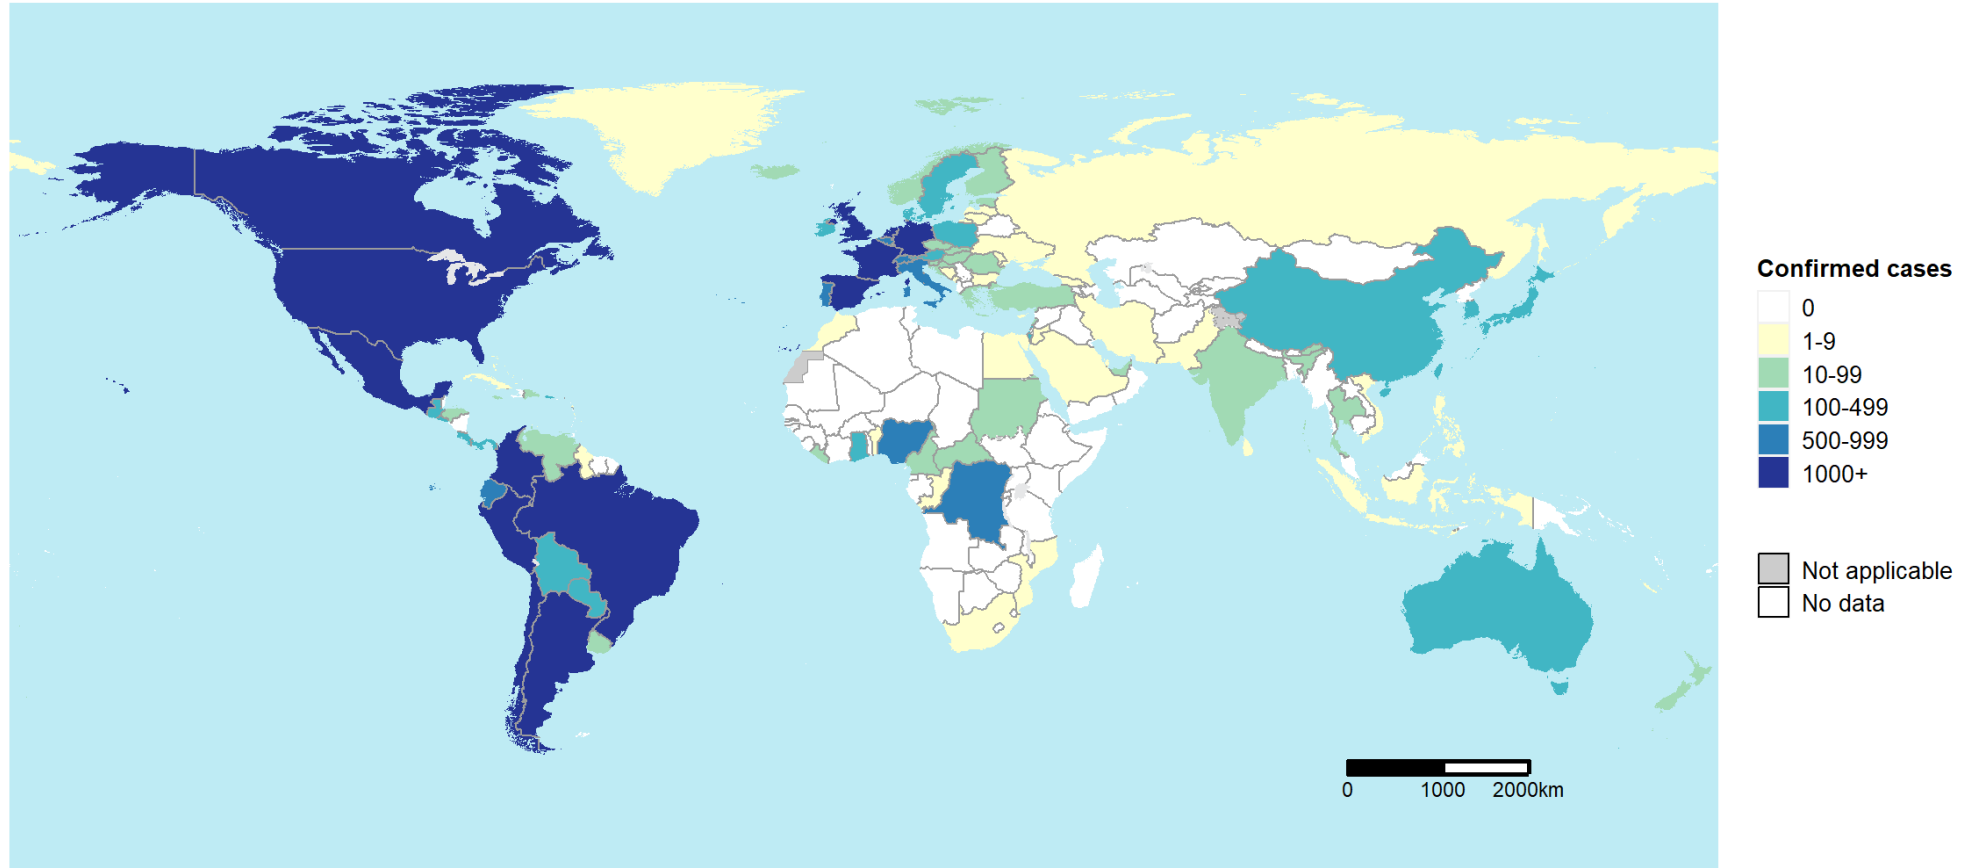 Confirmed cases
0
1-9
10-99
100-499
500-999
1000+
Not applicable
No data
0 1000 2000km